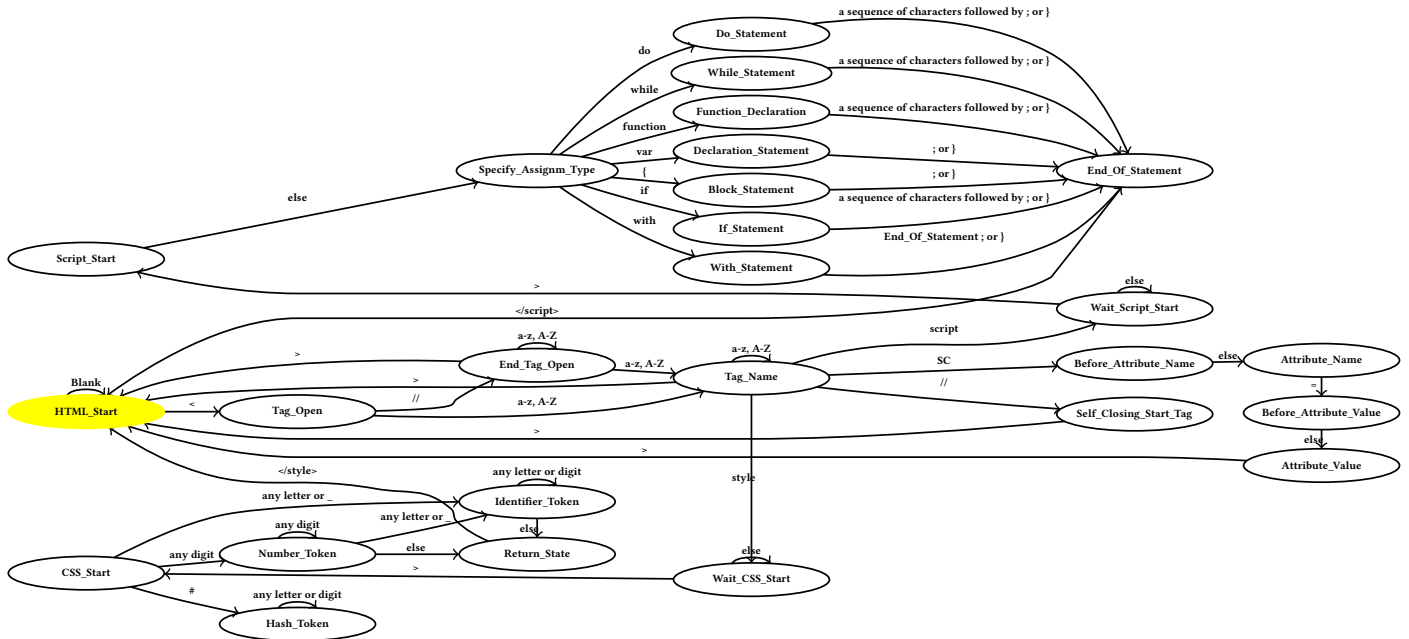 a sequence of characters followed by ; or }
Do_Statement
do
a sequence of characters followed by ; or }
While_Statement
while
a sequence of characters followed by ; or }
Function_Declaration
function
var
Declaration_Statement
; or }
Specify_Assignm_Type
End_Of_Statement
{
; or }
Block_Statement
if
a sequence of characters followed by ; or }
else
with
If_Statement
End_Of_Statement ; or }
Script_Start
With_Statement
else
>
Wait_Script_Start
</script>
script
a-z, A-Z
a-z, A-Z
>
SC
else
Attribute_Name
End_Tag_Open
a-z, A-Z
Before_Attribute_Name
Tag_Name
Blank
>
//
//
=
HTML_Start
<
Tag_Open
a-z, A-Z
Self_Closing_Start_Tag
Before_Attribute_Value
>
else
>
Attribute_Value
</style>
any letter or digit
style
any letter or _
Identifier_Token
any digit
any letter or _
else
any digit
Number_Token
else
Return_State
else
CSS_Start
>
Wait_CSS_Start
#
any letter or digit
Hash_Token